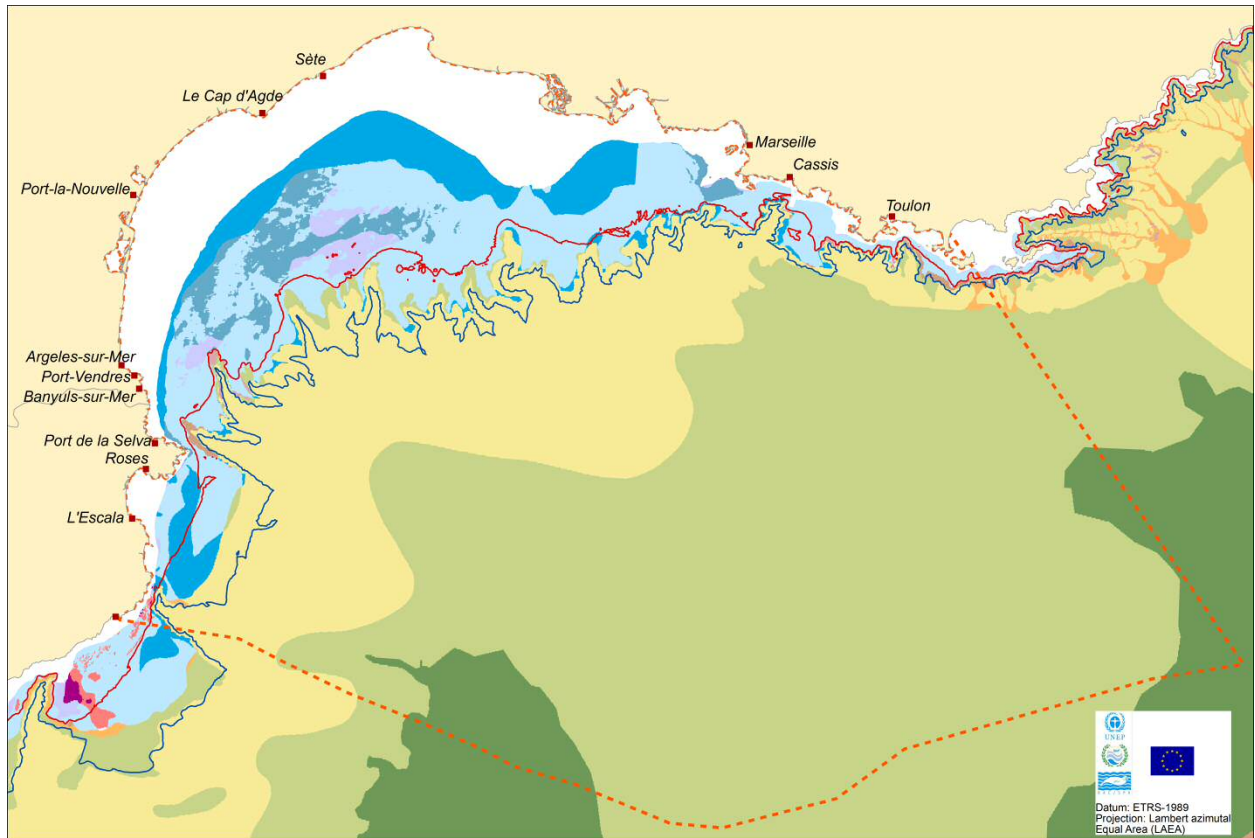 Sète
Le Cap d'Agde
Marseille
Cassis
Port-la-Nouvelle
Toulon
Argeles-sur-Mer
Port-Vendres
Banyuls-sur-Mer
Port de la Selva
Roses
L'Escala
UNEP
Datum: ETRS-1989
Projection: Lambert azimutal
Equal Area (LAEA)